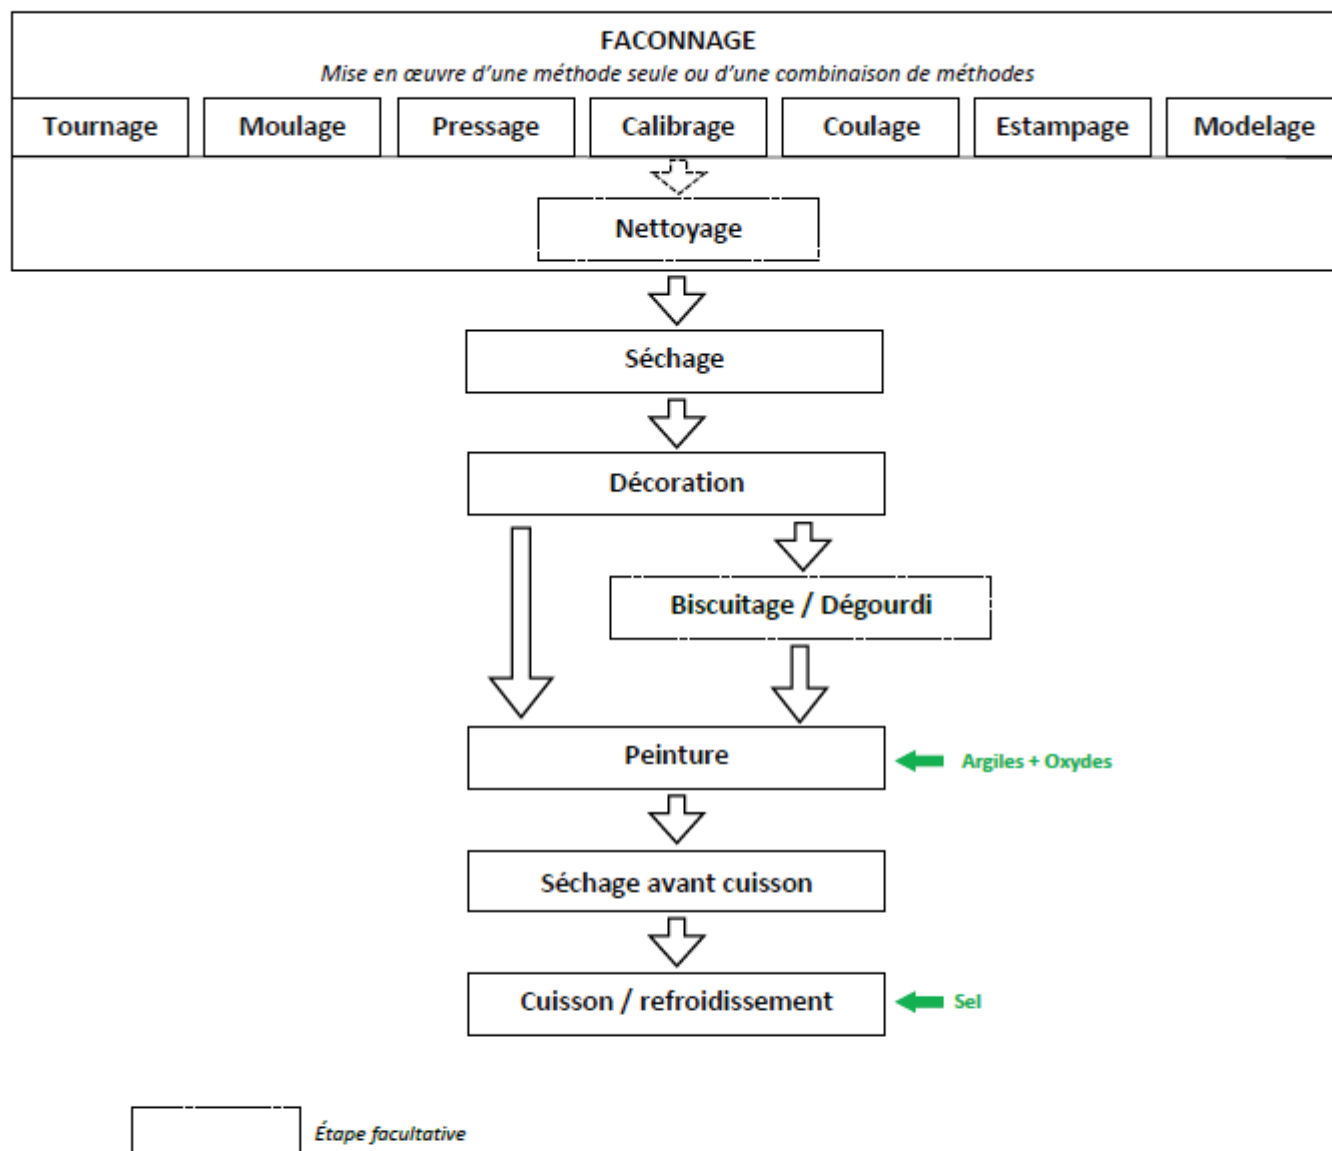 FACONNAGE
Mise en œuvre d'une méthode seule ou d'une combinaison de méthodes
Tournage Moulage Pressage Calibrage Coulage Estampage Modelage
Nettoyage
Séchage
Décoration
Biscuitage / Dégourdi
Peinture
Argiles + Oxydes
Séchage avant cuisson
Cuisson / refroidissement
Sel
Étape facultative